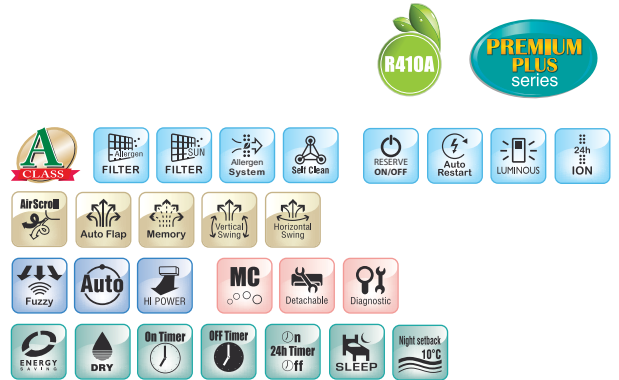 R410A
PREMIUM
PLUS
series
A
CLASS
Allergen
FILTER
SUN
FILTER
Allergen
System
Self Clean
RESERVE
ON/OFF
Auto
Restart
LUMINOUS
24h
ION
AirScroll
Auto Flap
Memory
Vertical
Swing
Horizontal
Swing
Fuzzy
Auto
HI POWER
MC
Detachable
Diagnostic
ENERGY
SAVING
DRY
On Timer
OFF Timer
On
24h Timer
Off
SLEEP
Night setback
10°C